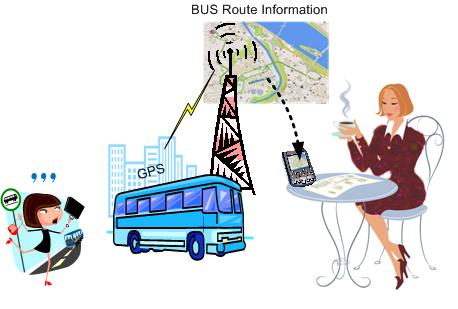 BUS Route Information
GPS
,,,